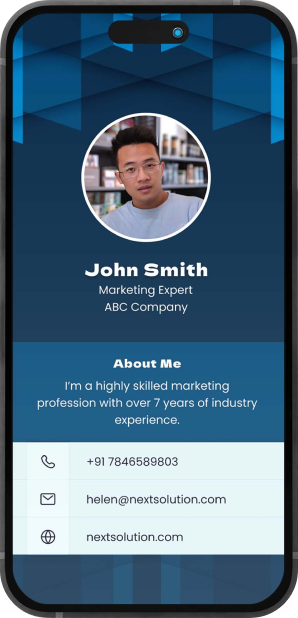 John Smith
Marketing Expert
ABC Company
About Me
I'm a highly skilled marketing
profession with over 7 years of industry
experience.
+91 7846589803
helen@nextsolution.com
nextsolution.com